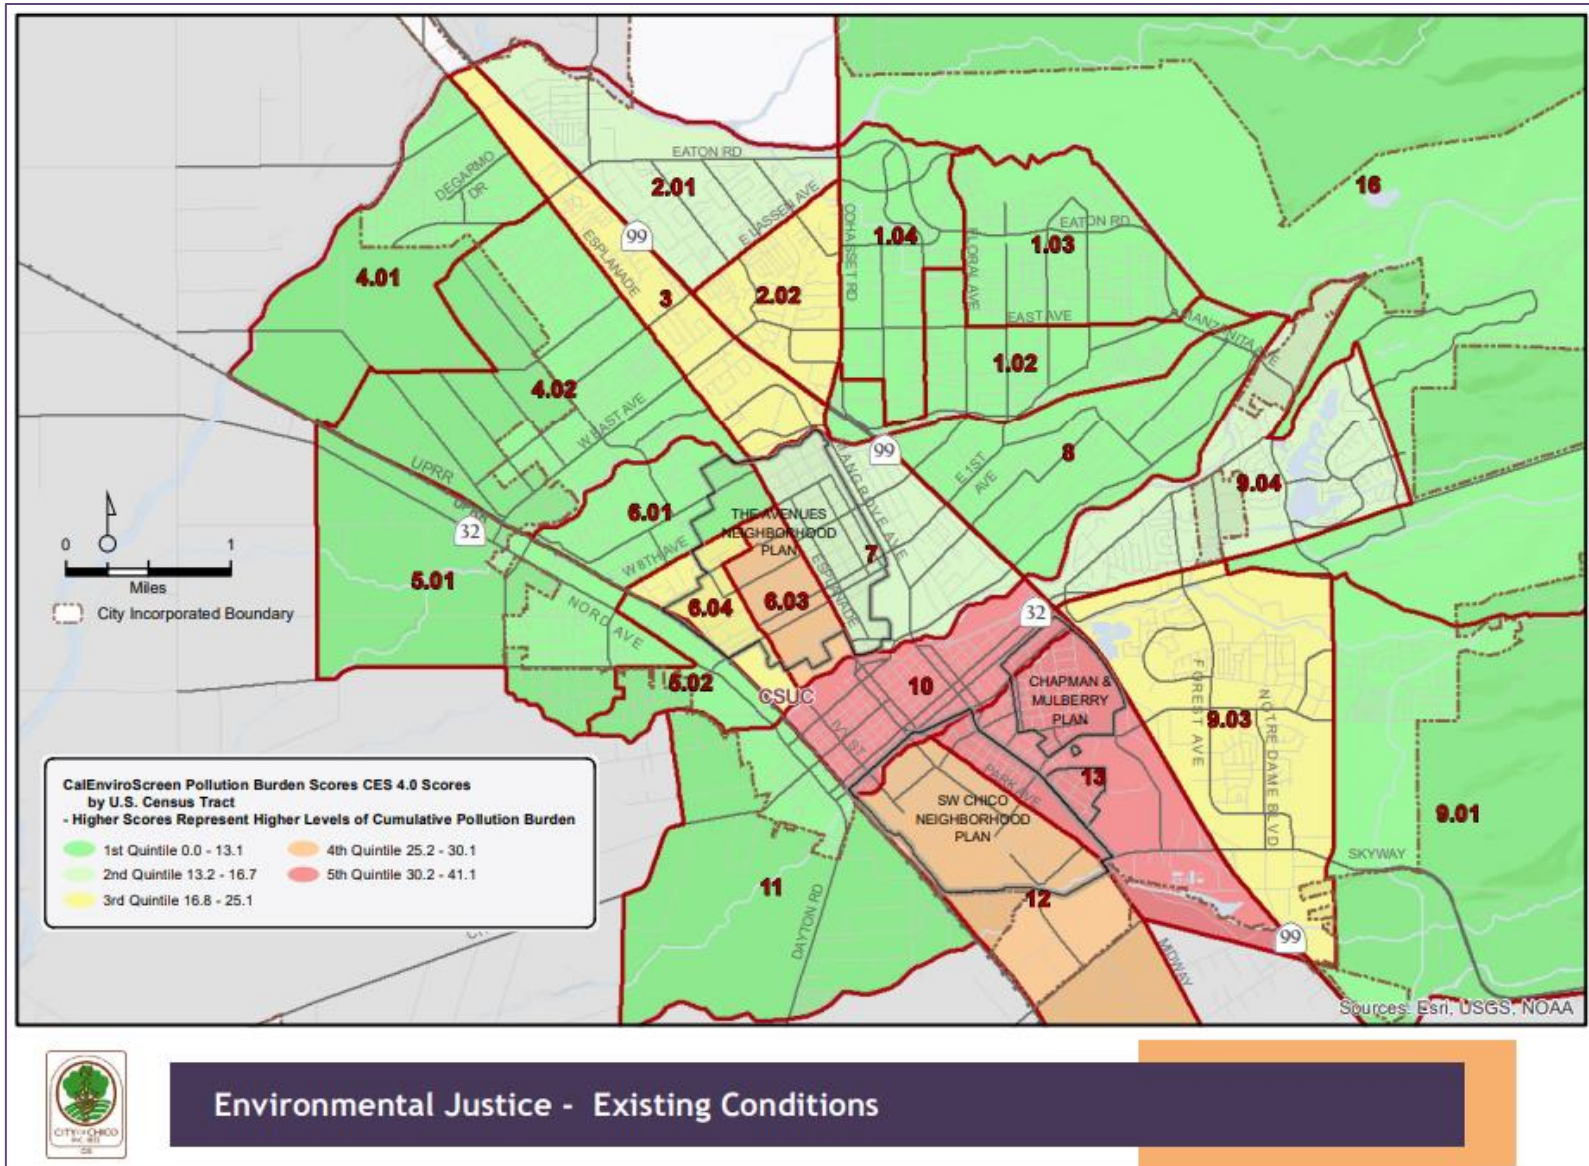 EATON RD
2.01
DEGARMO
DR
99
ESPLANADE
E LASSEN AVE
COHASSET RD
1.04
FLORAL AVE
1.03
EATON RD
16
4.01
3
2.02
EAST AVE
MANZANITA AVE
1.02
4.02
W EAST AVE
99
MANGROVE AVE
E 1ST
AVE
8
9.04
UPRR
32
6.01
THE AVENUES
NEIGHBORHOOD
PLAN
7
W 8TH AVE
5.01
NORD AVE
6.04
6.03
ESPLANADE
32
0 1
Miles
City Incorporated Boundary
5.02
CSUC
10
IVY ST
CHAPMAN &
MULBERRY
PLAN
FOREST AVE
9.03
NOTRE DAME BLVD
13
PARK AVE
SW CHICO
NEIGHBORHOOD
PLAN
9.01
SKYWAY
11
DAYTON RD
12
MIDWAY
99
CalEnviroScreen Pollution Burden Scores CES 4.0 Scores
by U.S. Census Tract
- Higher Scores Represent Higher Levels of Cumulative Pollution Burden
1st Quintile 0.0 - 13.1
4th Quintile 25.2 - 30.1
2nd Quintile 13.2 - 16.7
5th Quintile 30.2 - 41.1
3rd Quintile 16.8 - 25.1
Sources: Esri, USGS, NOAA
CITY OF CHICO
Environmental Justice - Existing Conditions